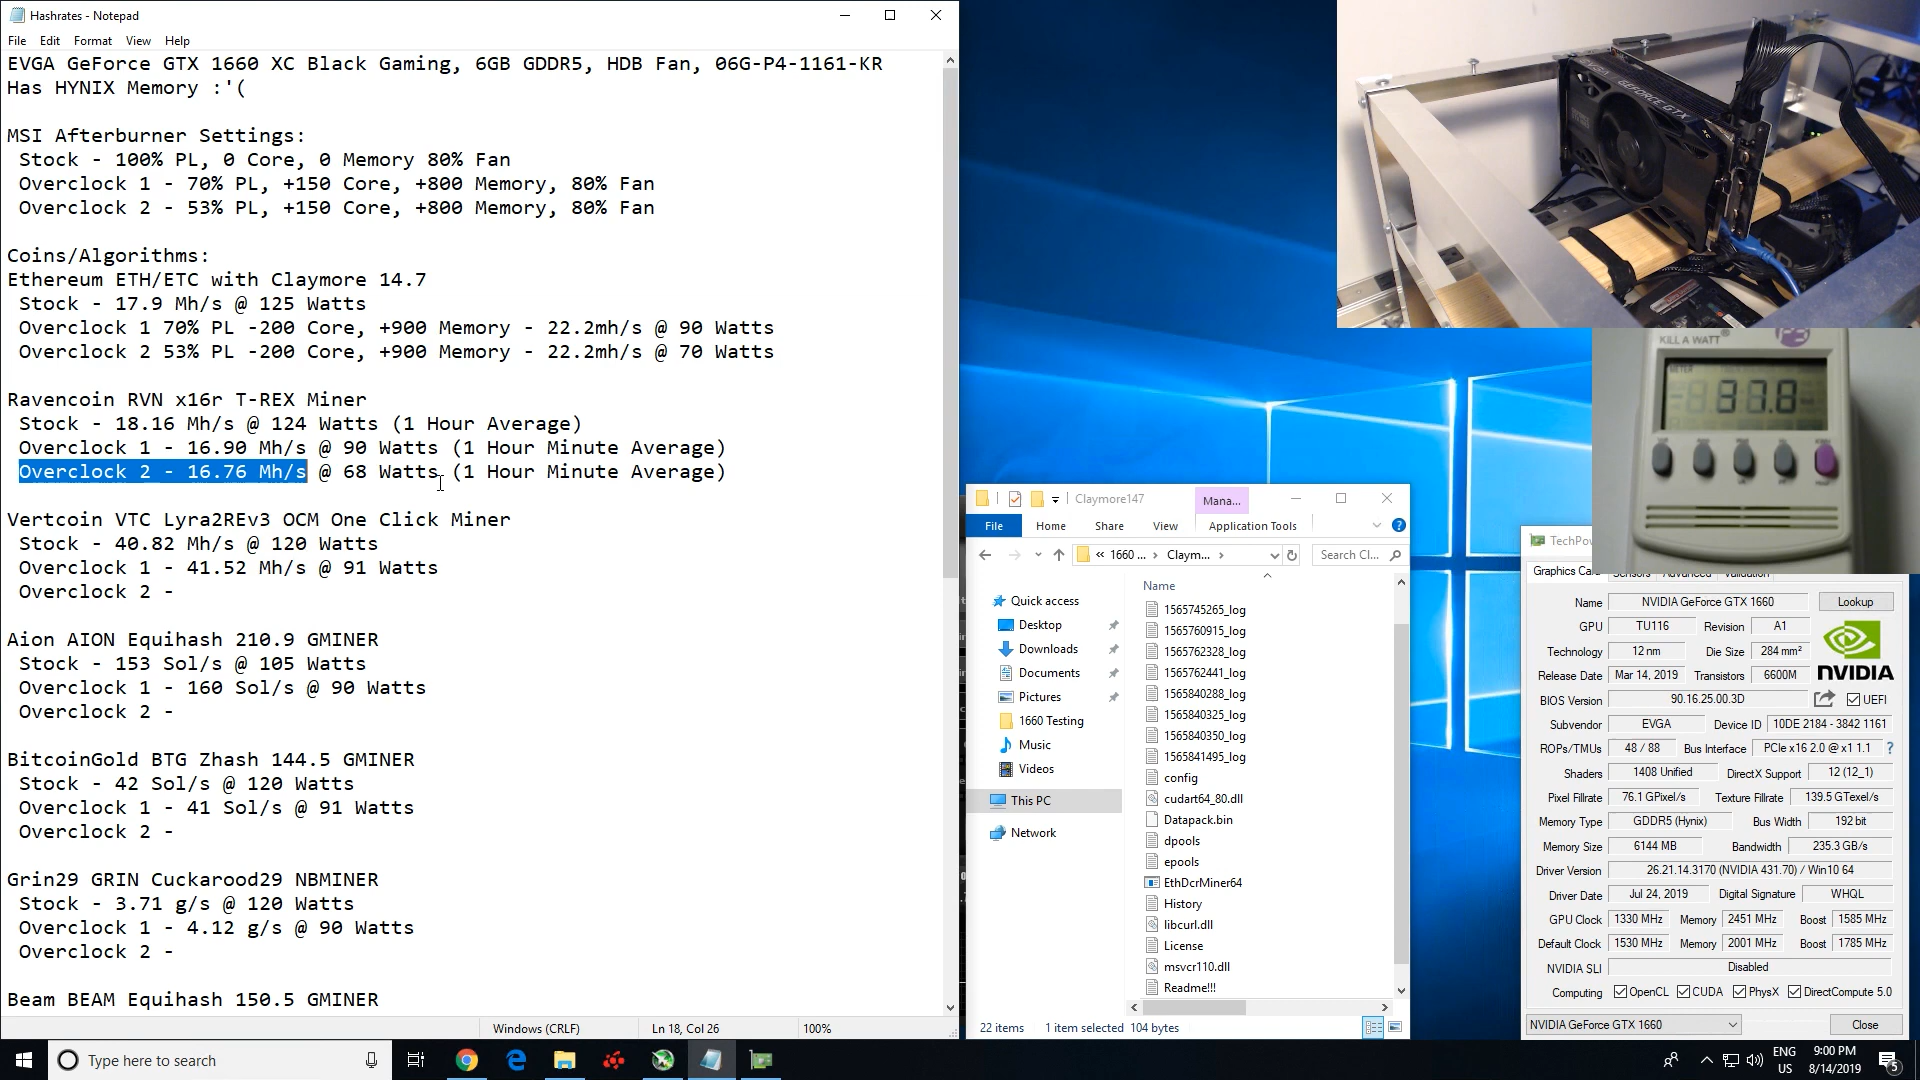 Hashrates - Notepad
File Edit Format View Help
EVGA GeForce GTX 1660 XC Black Gaming, 6GB GDDR5, HDB Fan, 06G-P4-1161-KR
Has HYNIX Memory :'(
MSI Afterburner Settings:
Stock - 100% PL, 0 Core, 0 Memory 80% Fan
Overclock 1 - 70% PL, +150 Core, +800 Memory, 80% Fan
Overclock 2 - 53% PL, +150 Core, +800 Memory, 80% Fan
Coins/Algorithms:
Ethereum ETH/ETC with Claymore 14.7
Stock - 17.9 Mh/s @ 125 Watts
Overclock 1 70% PL -200 Core, +900 Memory - 22.2mh/s @ 90 Watts
Overclock 2 53% PL -200 Core, +900 Memory - 22.2mh/s @ 70 Watts
Ravencoin RVN x16r T-REX Miner
Stock - 18.16 Mh/s @ 124 Watts (1 Hour Average)
Overclock 1 - 16.90 Mh/s @ 90 Watts (1 Hour Minute Average)
Overclock 2 - 16.76 Mh/s @ 68 Watts (1 Hour Minute Average)
Vertcoin VTC Lyra2REv3 OCM One Click Miner
Stock - 40.82 Mh/s @ 120 Watts
Overclock 1 - 41.52 Mh/s @ 91 Watts
Overclock 2 -
Aion AION Equihash 210.9 GMINER
Stock - 153 Sol/s @ 105 Watts
Overclock 1 - 160 Sol/s @ 90 Watts
Overclock 2 -
BitcoinGold BTG Zhash 144.5 GMINER
Stock - 42 Sol/s @ 120 Watts
Overclock 1 - 41 Sol/s @ 91 Watts
Overclock 2 -
Grin29 GRIN Cuckarood29 NBMINER
Stock - 3.71 g/s @ 120 Watts
Overclock 1 - 4.12 g/s @ 90 Watts
Overclock 2 -
Beam BEAM Equihash 150.5 GMINER
Windows (CRLF) Ln 18, Col 26 100%
GEFORCE GTX
KILL A WATT
37.8
Claymore147 Mana...
File Home Share View Application Tools
« 1660 ... › Claym... › Search Cl...
Quick access
Desktop
Downloads
Documents
Pictures
1660 Testing
Music
Videos
This PC
Network
Name
1565745265_log
1565760915_log
1565762328_log
1565762441_log
1565840288_log
1565840325_log
1565840350_log
1565841495_log
config
cudart64_80.dll
Datapack.bin
dpools
epools
EthDcrMiner64
History
libcurl.dll
License
msvcr110.dll
Readme!!!
22 items 1 item selected 104 bytes
TechPow
Graphics Card Sensors Advanced Validation
Name NVIDIA GeForce GTX 1660 Lookup
GPU TU116 Revision A1
Technology 12 nm Die Size 284 mm²
NVIDIA
Release Date Mar 14, 2019 Transistors 6600M
BIOS Version 90.16.25.00.3D UEFI
Subvendor EVGA Device ID 10DE 2184 - 3842 1161
ROPs/TMUs 48 / 88 Bus Interface PCIe x16 2.0 @ x1 1.1 ?
Shaders 1408 Unified DirectX Support 12 (12_1)
Pixel Fillrate 76.1 GPixel/s Texture Fillrate 139.5 GTexel/s
Memory Type GDDR5 (Hynix) Bus Width 192 bit
Memory Size 6144 MB Bandwidth 235.3 GB/s
Driver Version 26.21.14.3170 (NVIDIA 431.70) / Win10 64
Driver Date Jul 24, 2019 Digital Signature WHQL
GPU Clock 1330 MHz Memory 2451 MHz Boost 1585 MHz
Default Clock 1530 MHz Memory 2001 MHz Boost 1785 MHz
NVIDIA SLI Disabled
Computing OpenCL CUDA PhysX DirectCompute 5.0
NVIDIA GeForce GTX 1660 Close
Type here to search
ENG
US
9:00 PM
8/14/2019
5